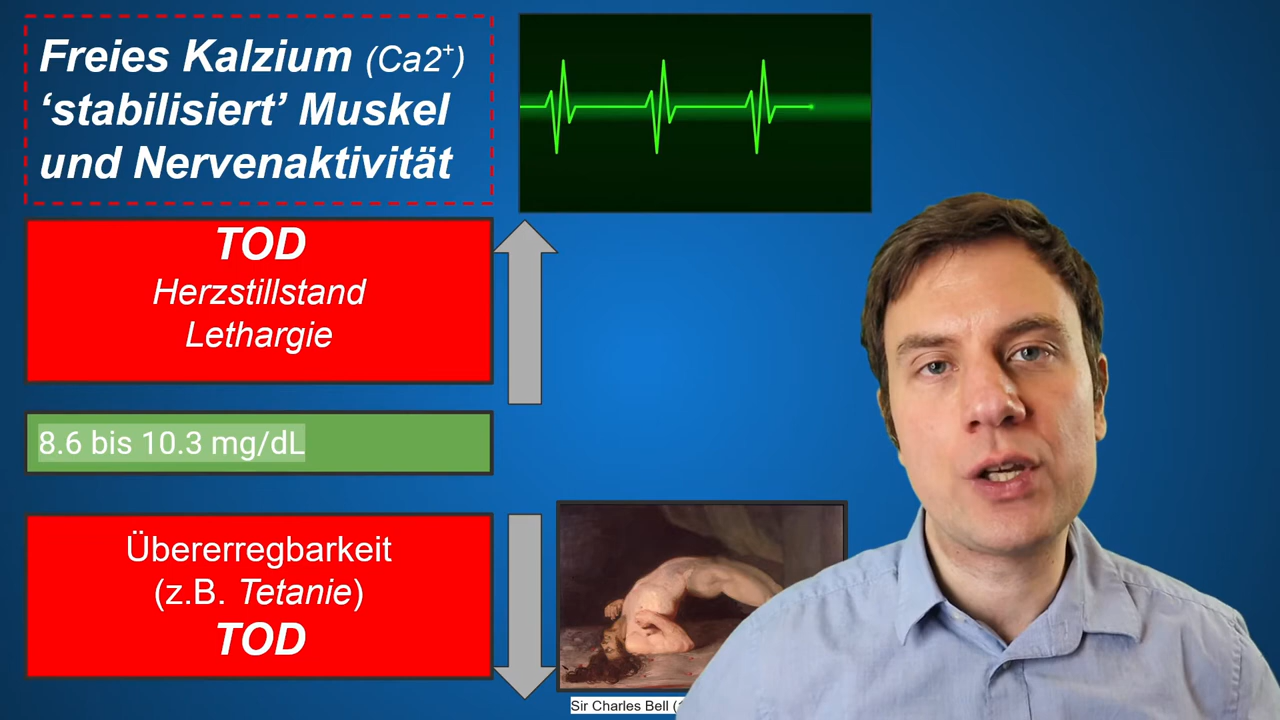 Freies Kalzium (Ca2⁺)
‘stabilisiert’ Muskel
und Nervenaktivität
TOD
Herzstillstand
Lethargie
8.6 bis 10.3 mg/dL
Übererregbarkeit
(z.B. Tetanie)
TOD
Sir Charles Bell